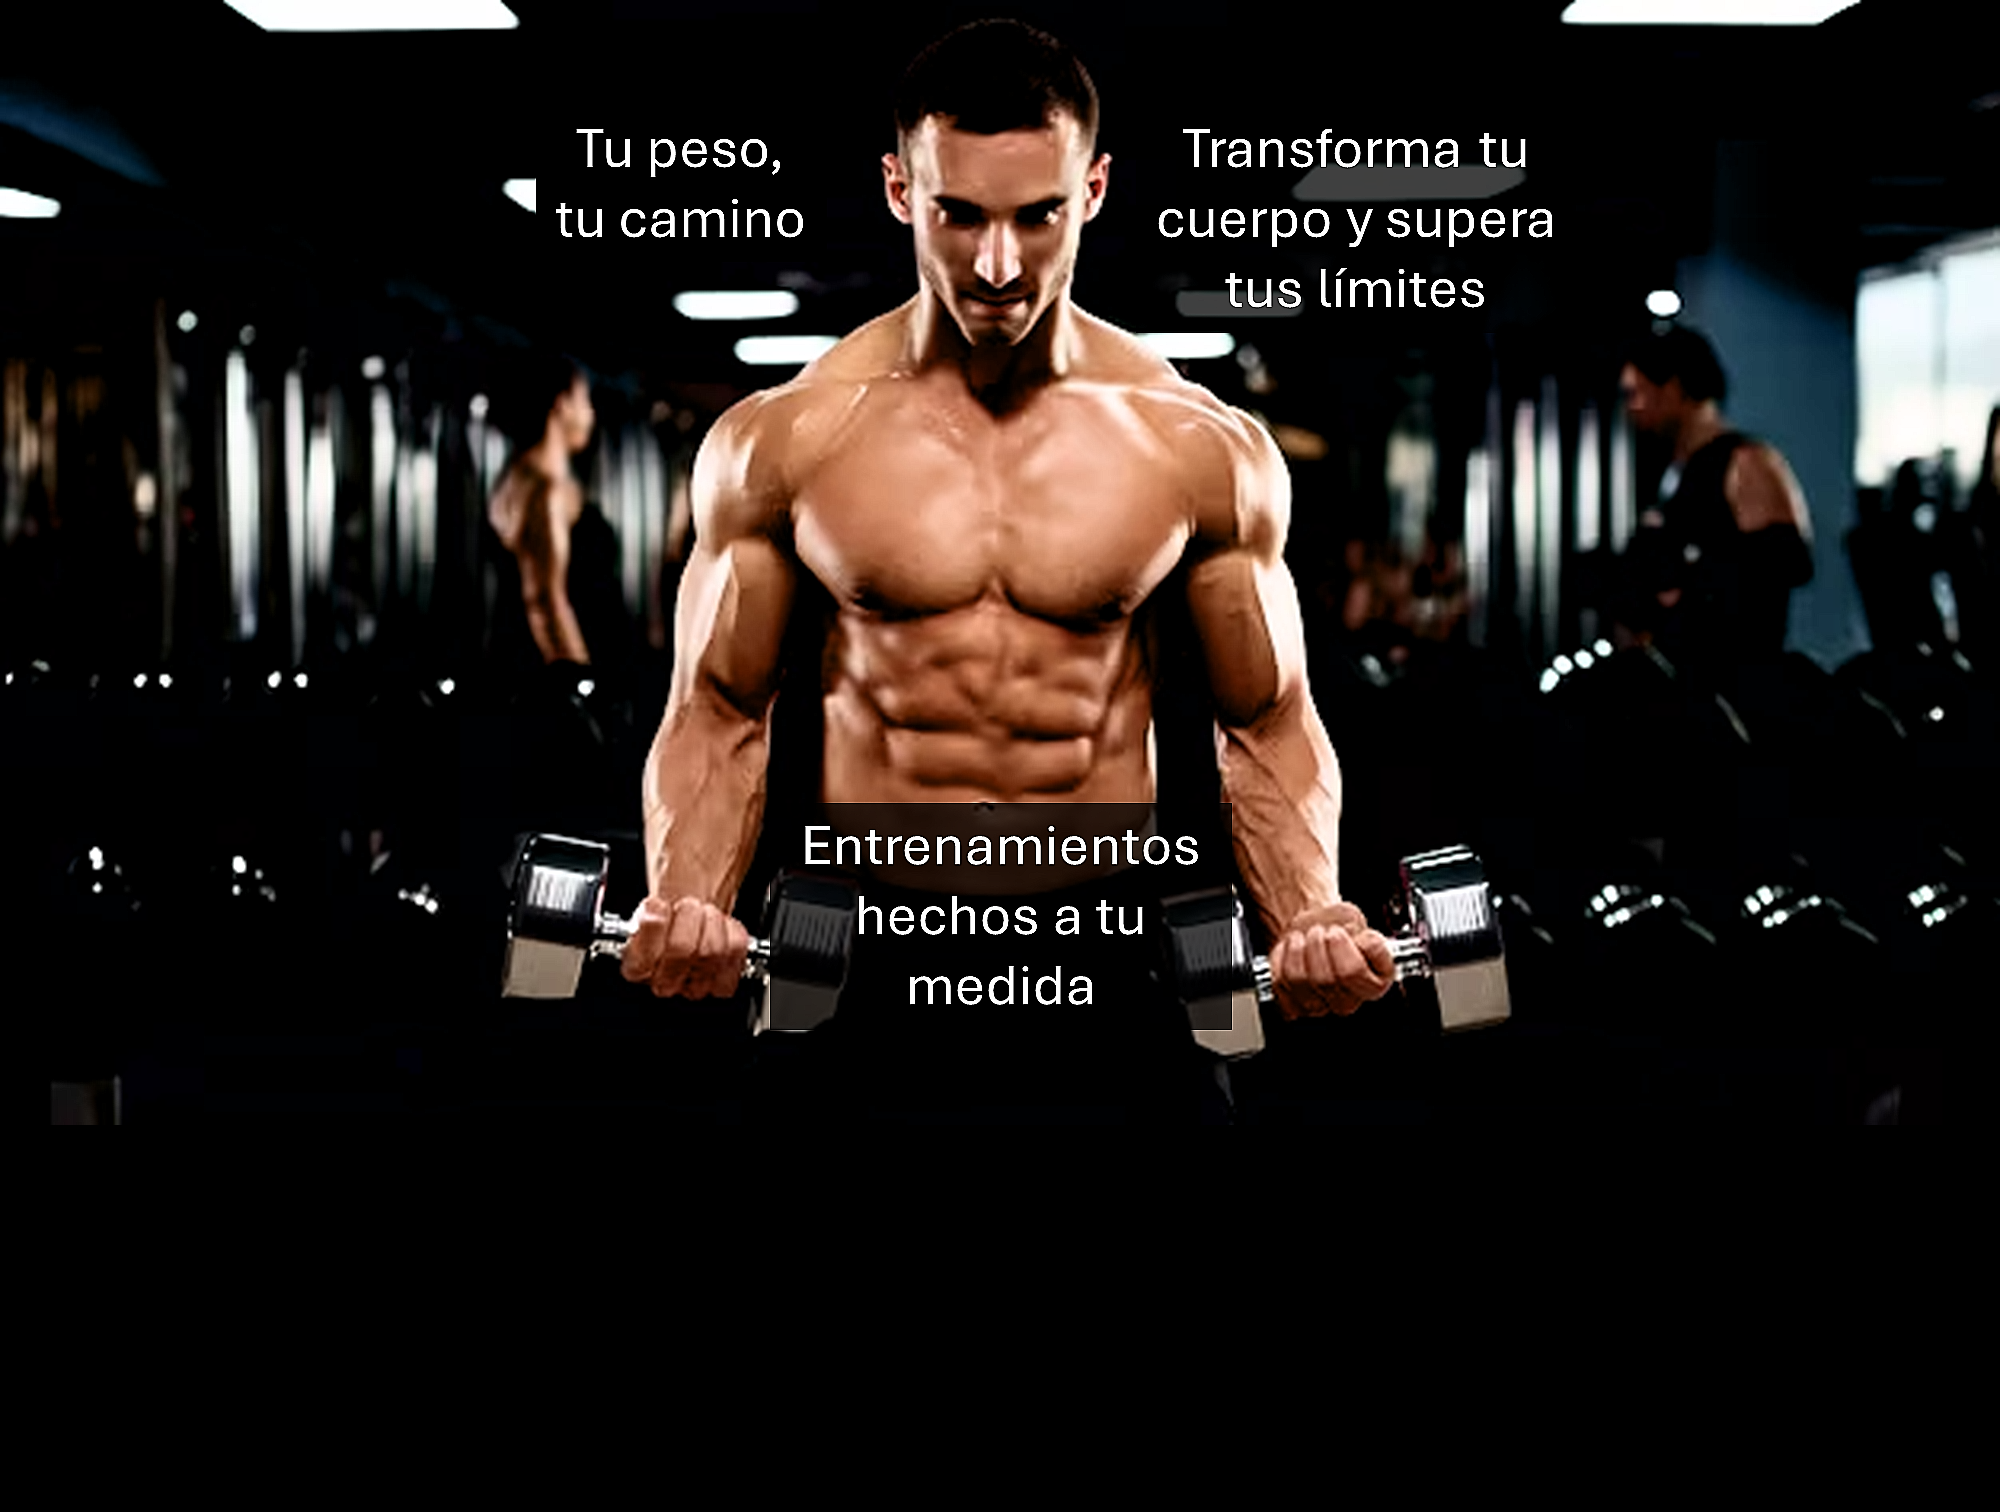 Tu peso,
tu camino
Transforma tu
cuerpo y supera
tus límites
Entrenamientos
hechos a tu
medida